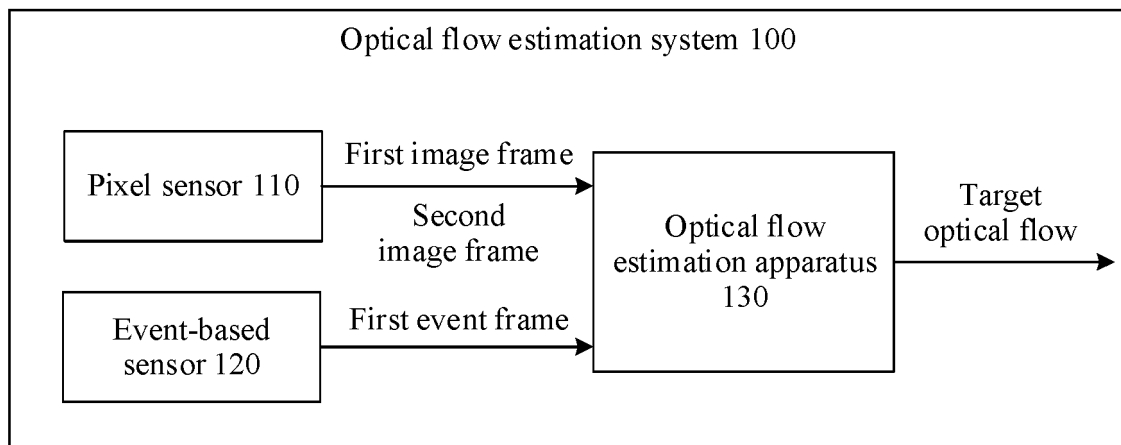 Optical flow estimation system 100
Pixel sensor 110
First image frame
Second
image frame
Event-based
sensor 120
First event frame
Optical flow
estimation apparatus
130
Target
optical flow